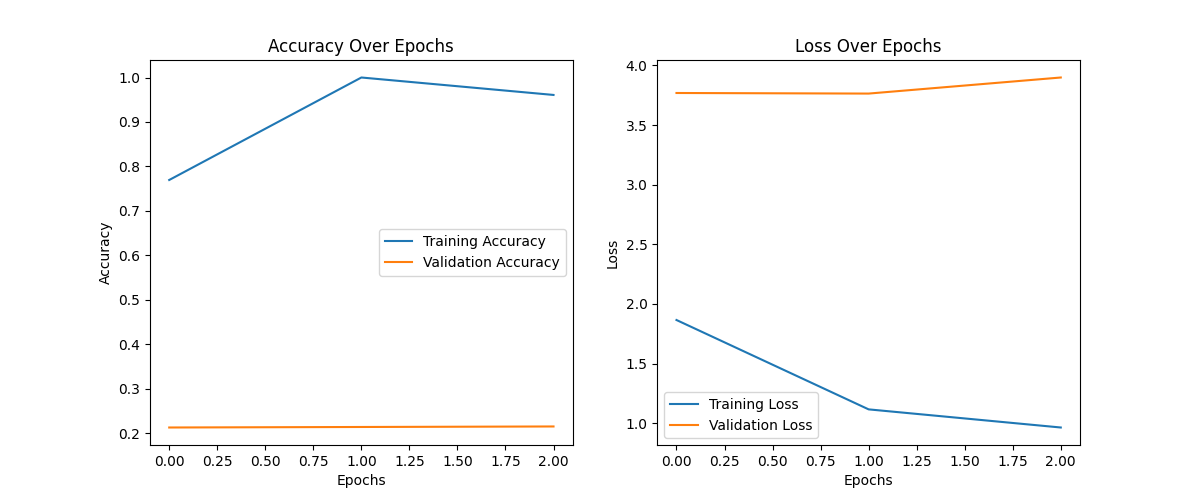 Accuracy Over Epochs
Accuracy
1.0
0.9
0.8
0.7
0.6
0.5
0.4
0.3
0.2
Training Accuracy
Validation Accuracy
0.00 0.25 0.50 0.75 1.00 1.25 1.50 1.75 2.00
Epochs
Loss Over Epochs
Loss
4.0
3.5
3.0
2.5
2.0
1.5
1.0
Training Loss
Validation Loss
0.00 0.25 0.50 0.75 1.00 1.25 1.50 1.75 2.00
Epochs